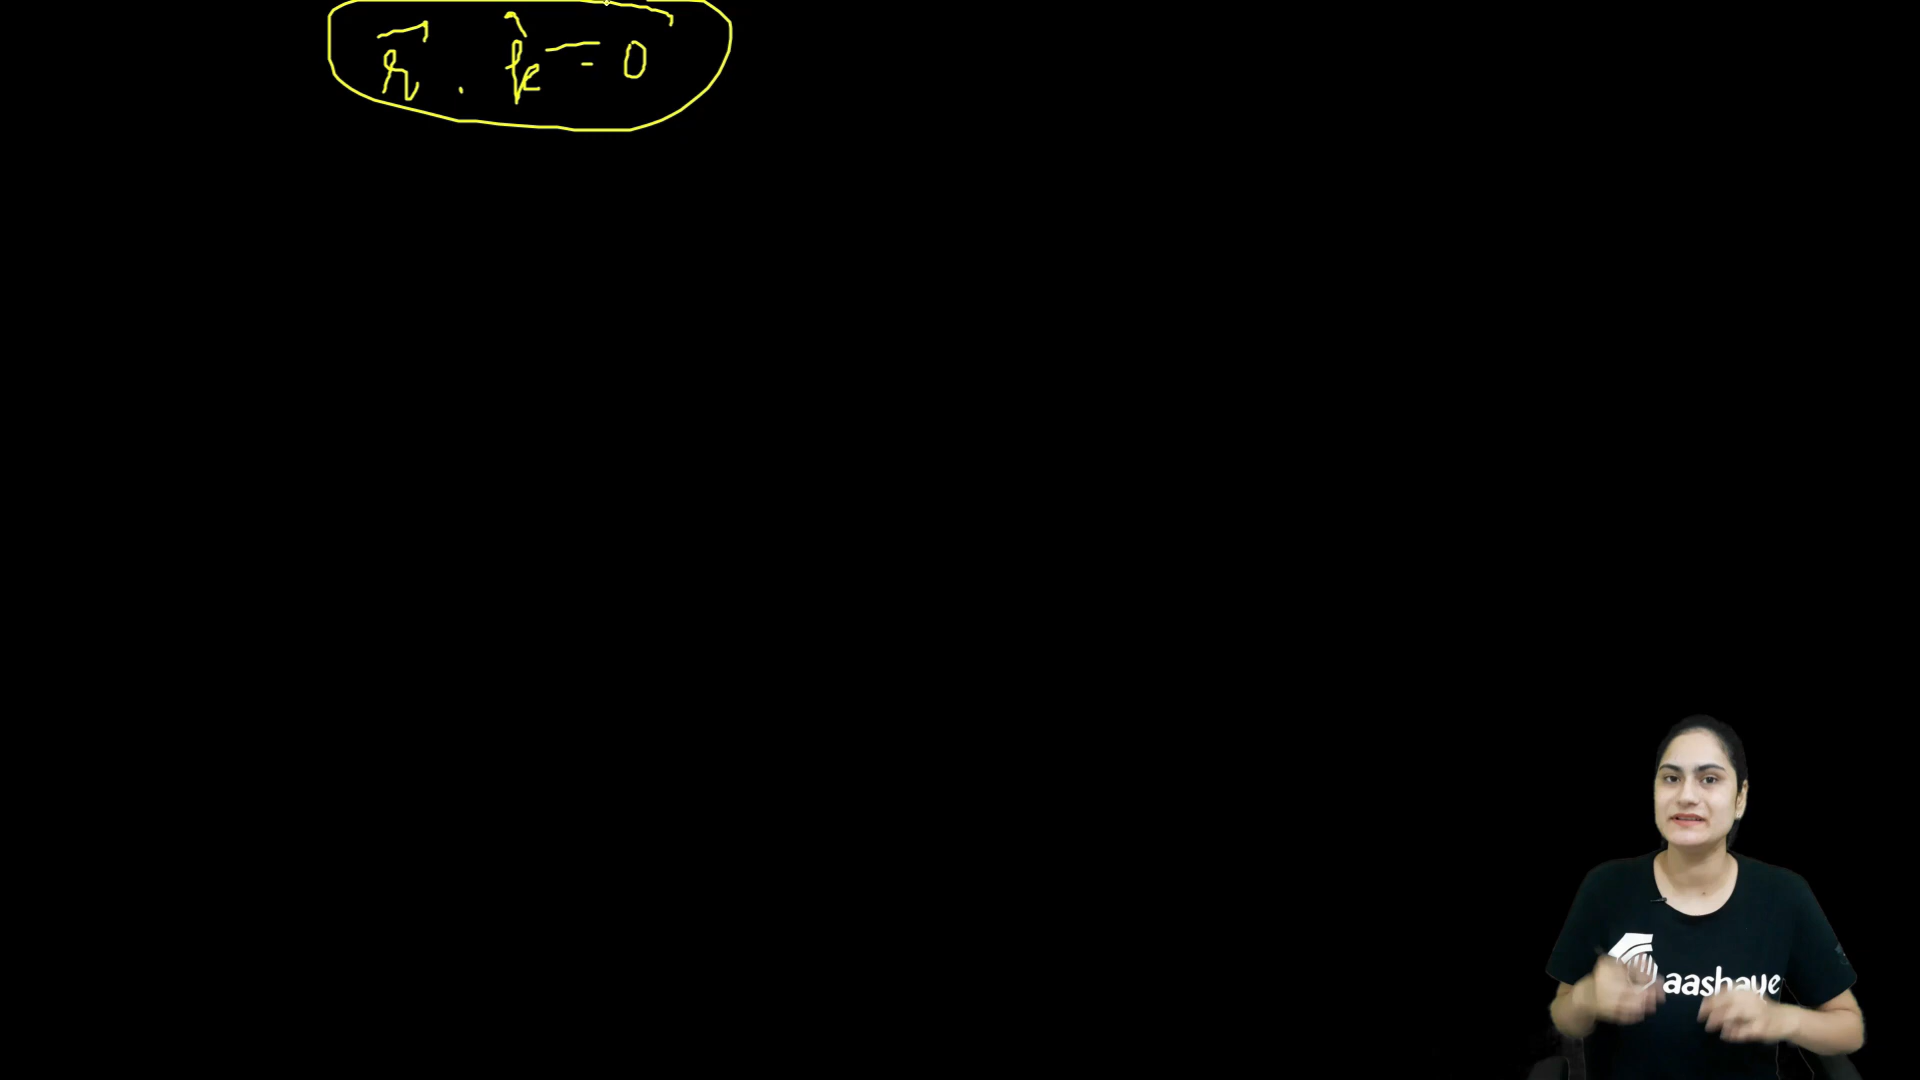 r⃗ . k̂ = 0
aashaye